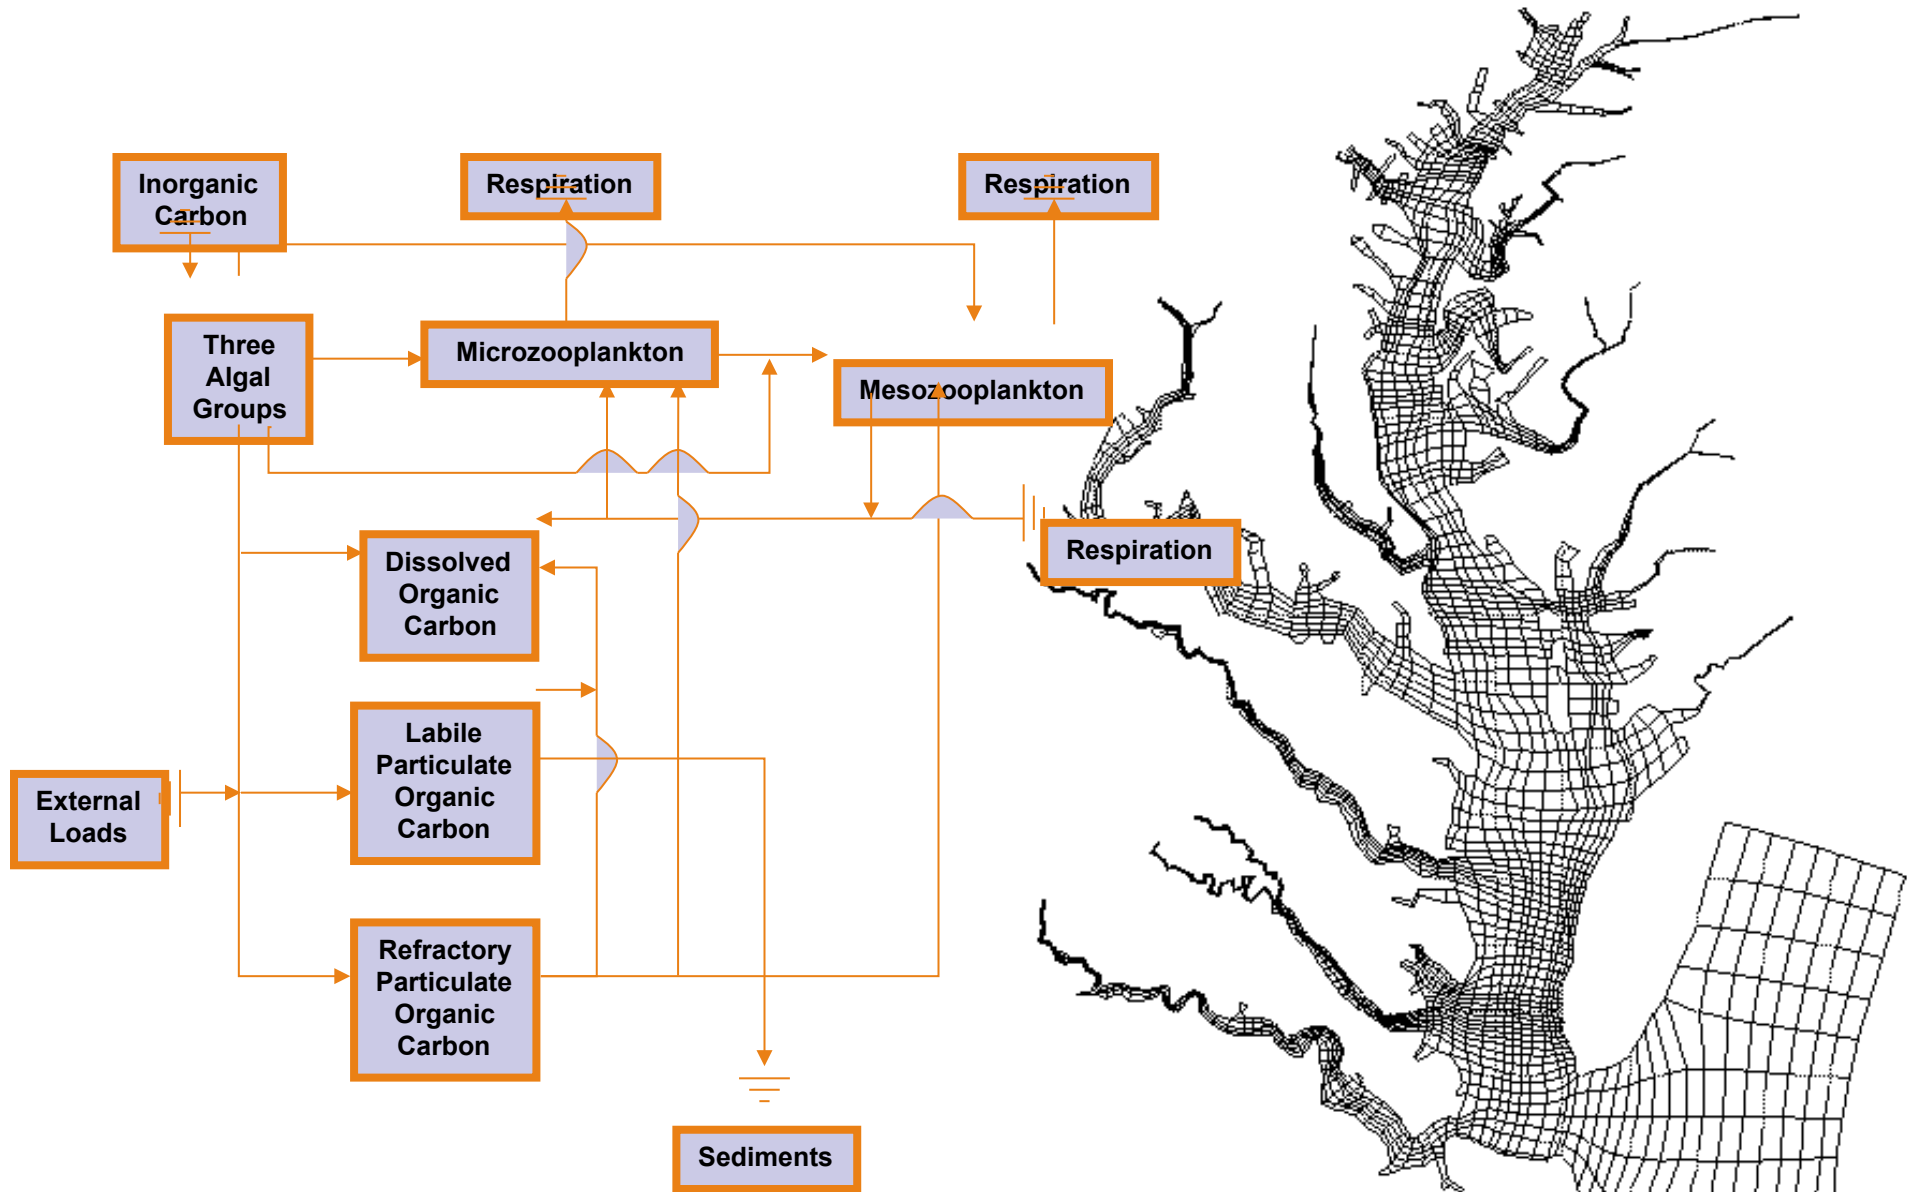 Inorganic
Carbon
Respiration
Respiration
Three
Algal
Groups
Microzooplankton
Mesozooplankton
Dissolved
Organic
Carbon
Respiration
Labile
Particulate
Organic
Carbon
External
Loads
Refractory
Particulate
Organic
Carbon
Sediments